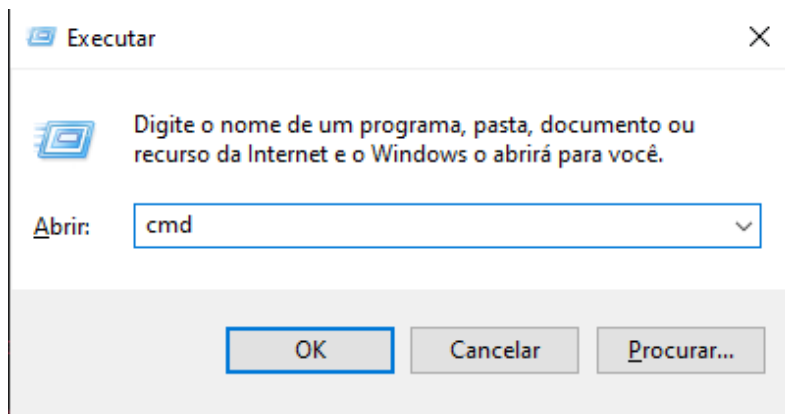 Executar
Digite o nome de um programa, pasta, documento ou
recurso da Internet e o Windows o abrirá para você.
Abrir: cmd
OK Cancelar Procurar...